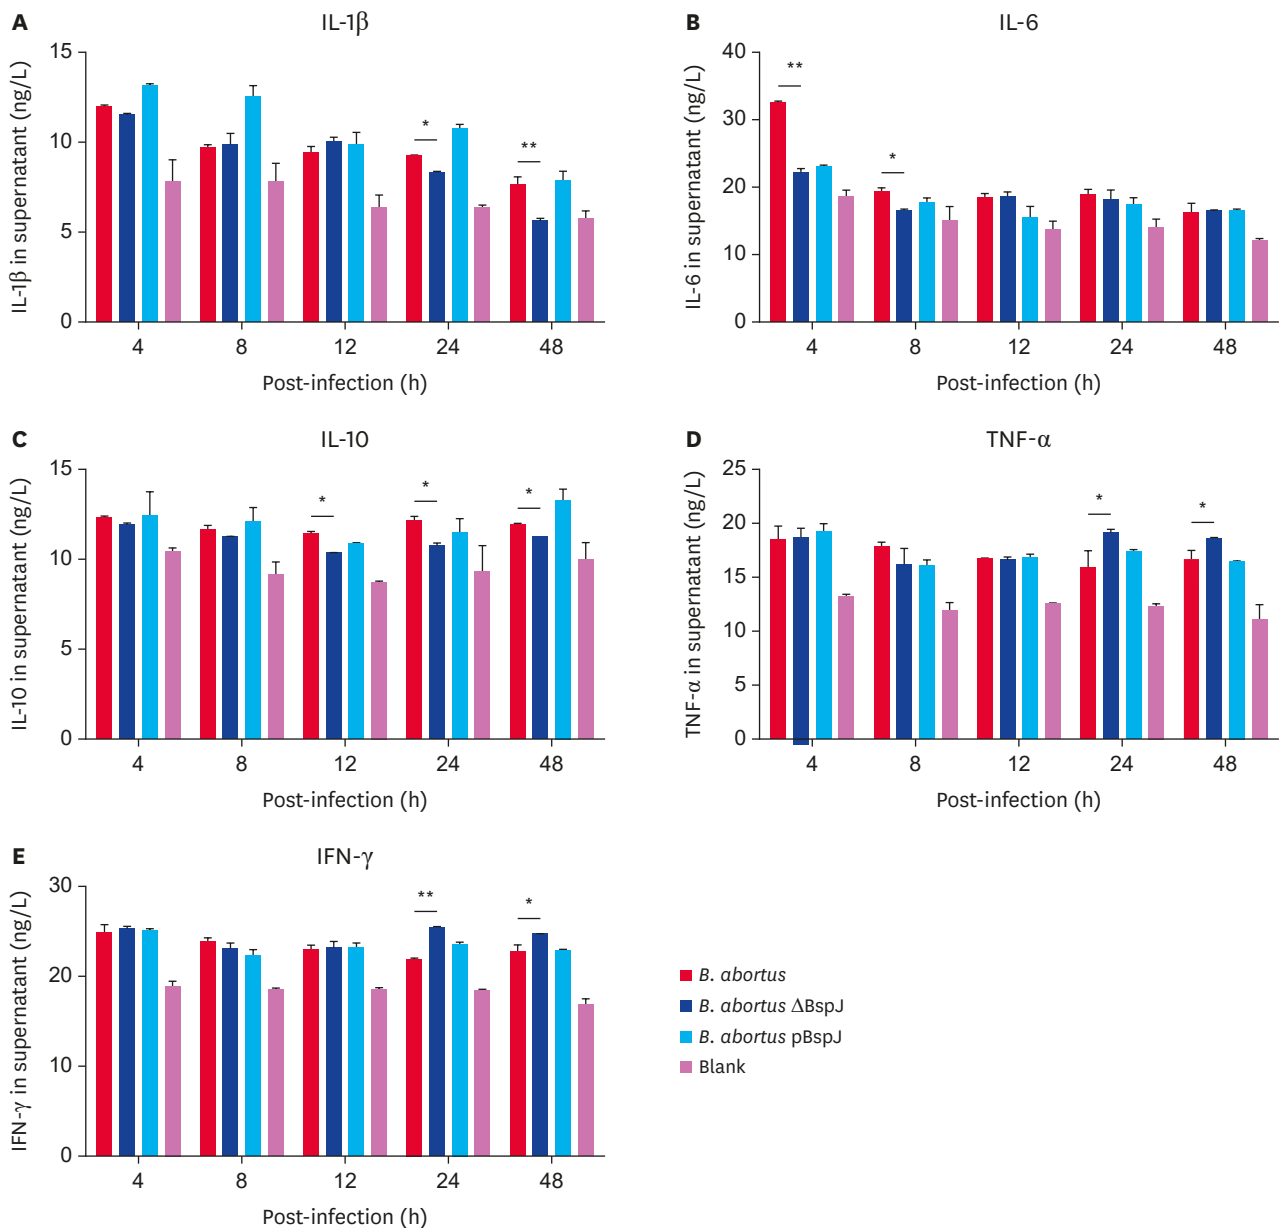 A
IL-1β
IL-1β in supernatant (ng/L)
15
10
5
0
*
**
4 8 12 24 48
Post-infection (h)
B
IL-6
IL-6 in supernatant (ng/L)
40
30
20
10
0
**
*
4 8 12 24 48
Post-infection (h)
C
IL-10
IL-10 in supernatant (ng/L)
15
10
5
0
*
*
*
4 8 12 24 48
Post-infection (h)
D
TNF-α
TNF-α in supernatant (ng/L)
25
20
15
10
5
0
*
*
4 8 12 24 48
Post-infection (h)
E
IFN-γ
IFN-γ in supernatant (ng/L)
30
20
10
0
**
*
4 8 12 24 48
Post-infection (h)
B. abortus
B. abortus ΔBspJ
B. abortus pBspJ
Blank